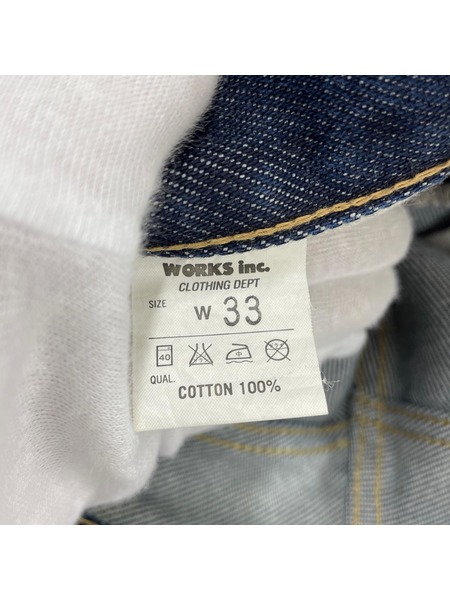 WORKS inc.
CLOTHING DEPT
SIZE W 33
40
QUAL.
COTTON 100%